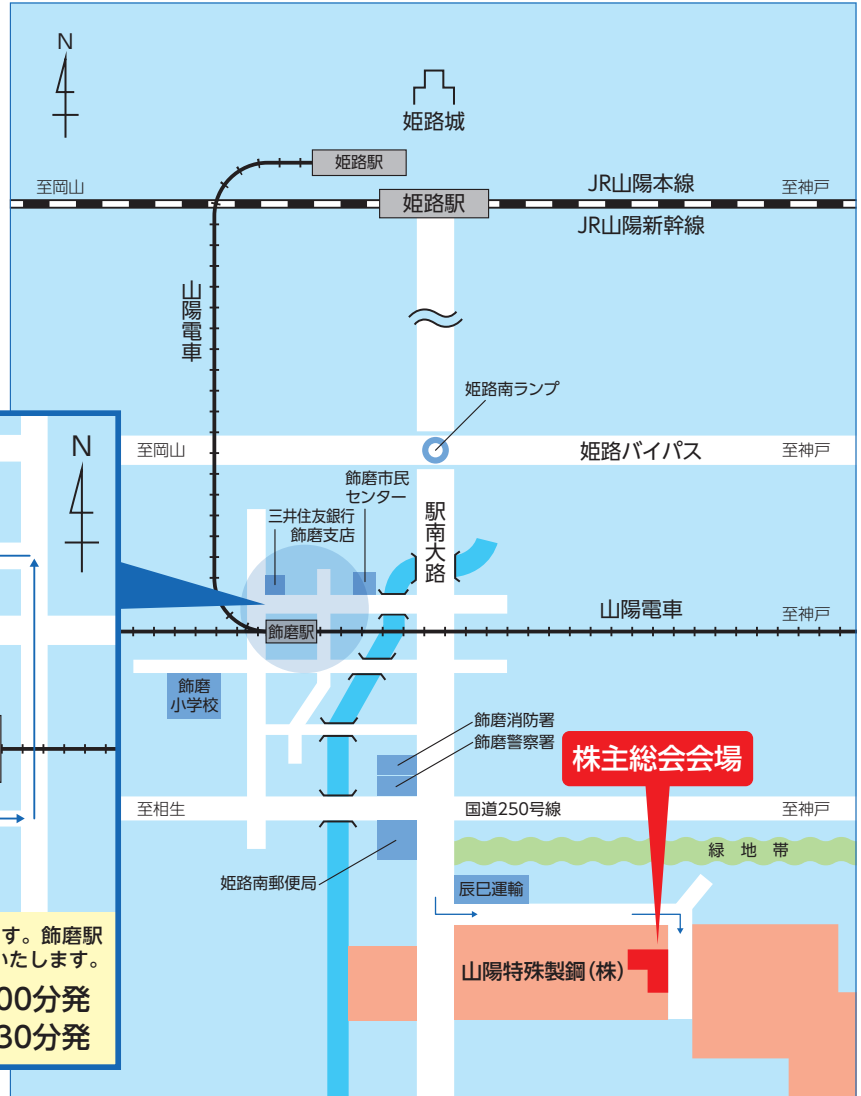 N
姫路城
姫路駅
至岡山
姫路駅
JR山陽本線
至神戸
JR山陽新幹線
山陽電車
姫路南ランプ
N
至岡山
姫路バイパス
至神戸
飾磨市民
センター
三井住友銀行
飾磨支店
駅南大路
山陽電車
至神戸
飾磨駅
飾磨
小学校
飾磨消防署
飾磨警察署
株主総会会場
至相生
国道250号線
至神戸
緑地帯
姫路南郵便局
辰巳運輸
山陽特殊製鋼(株)
す。飾磨駅
いたします。
00分発
30分発